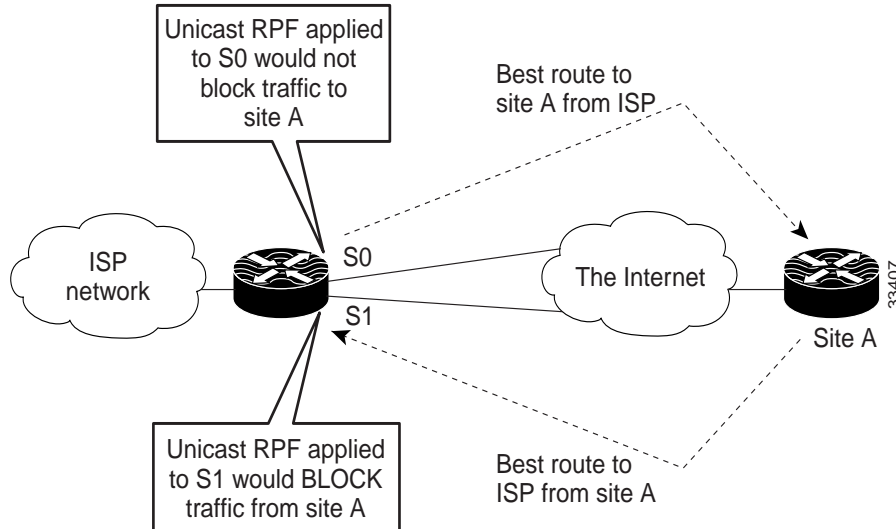 Unicast RPF applied
to S0 would not
block traffic to
site A
Best route to
site A from ISP
ISP
network
S0
S1
The Internet
Site A
33407
Unicast RPF applied
to S1 would BLOCK
traffic from site A
Best route to
ISP from site A